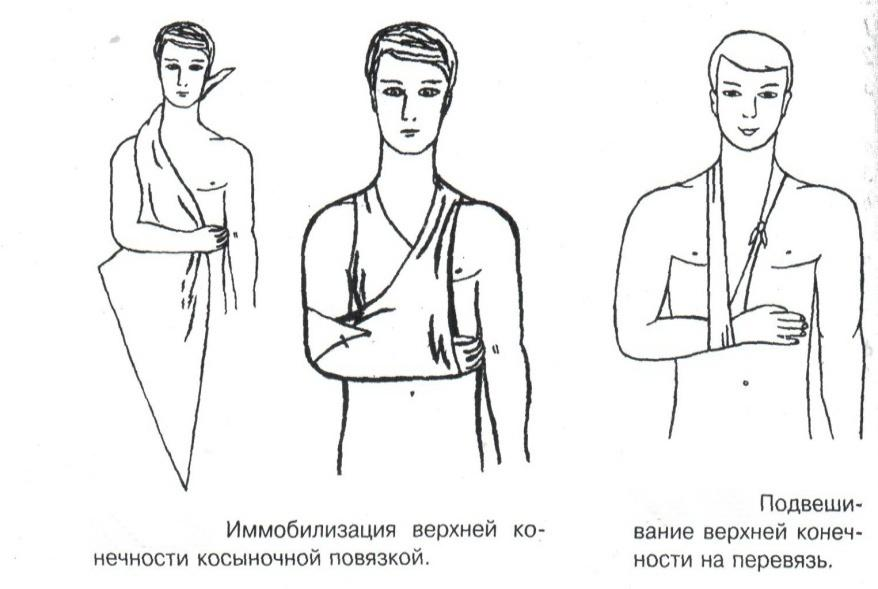 Иммобилизация верхней ко-
нечности косыночной повязкой.
Подвеши-
вание верхней конеч-
ности на перевязь.